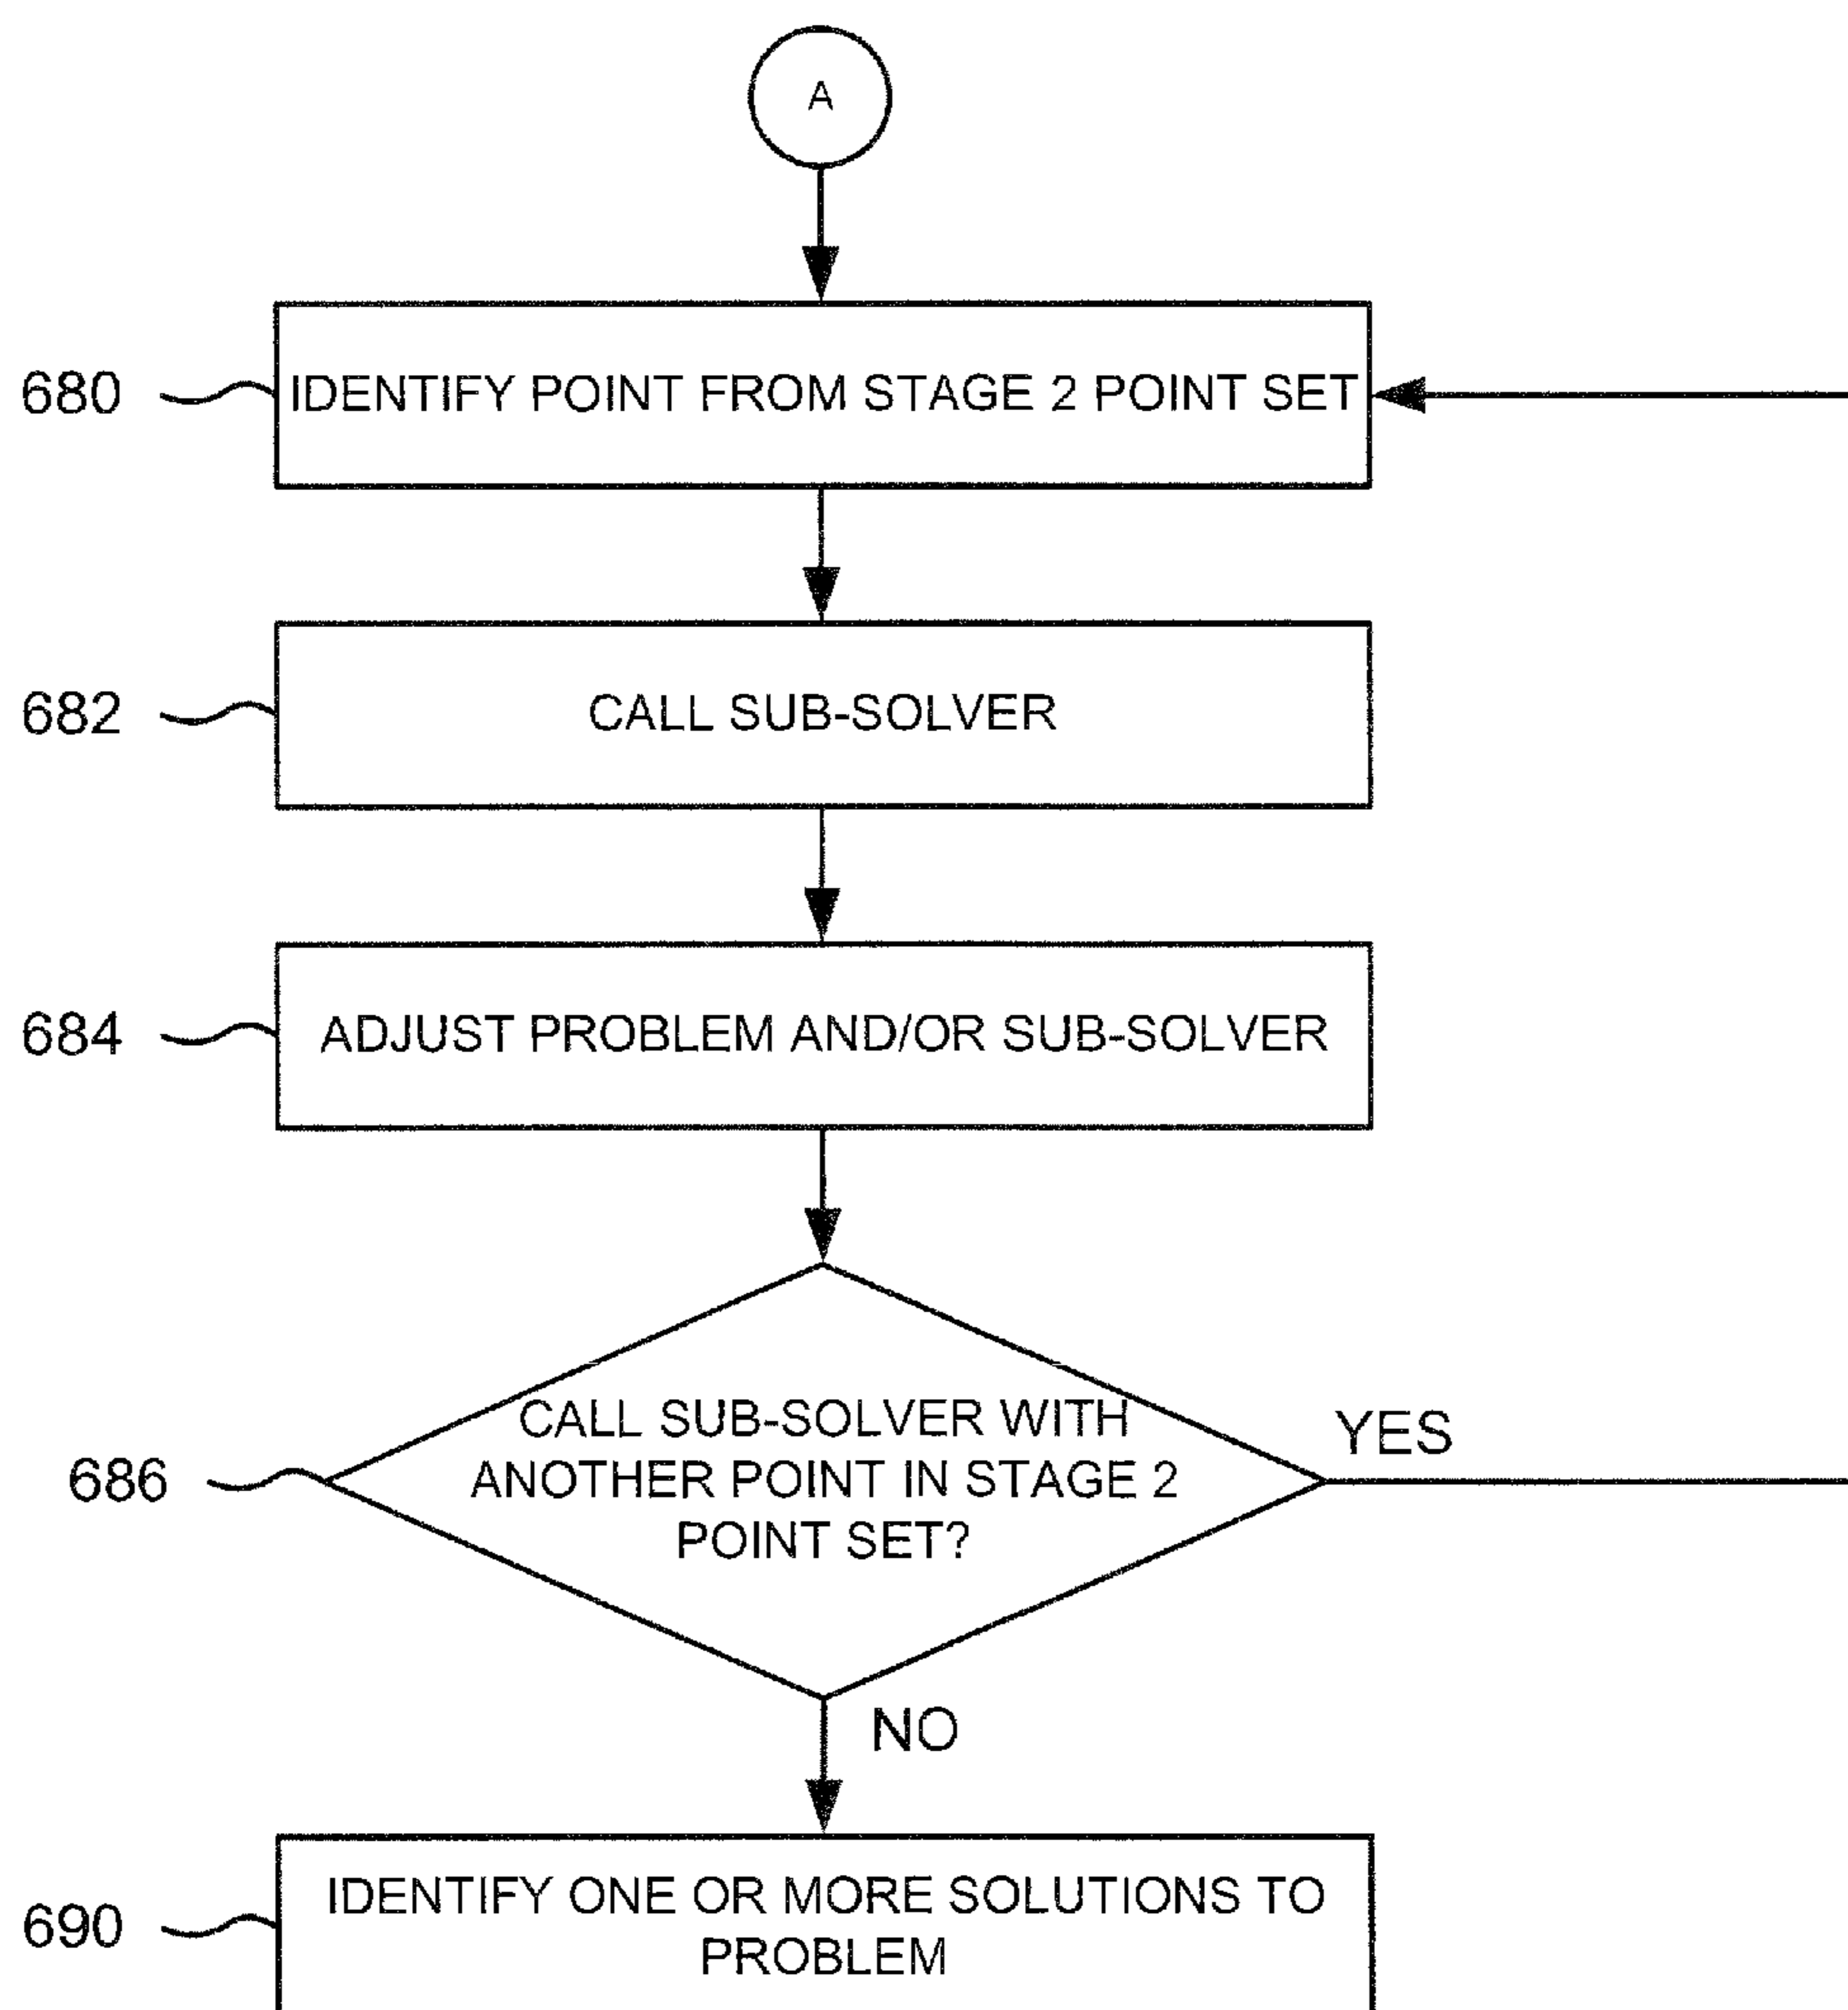 A
680
IDENTIFY POINT FROM STAGE 2 POINT SET
682
CALL SUB-SOLVER
684
ADJUST PROBLEM AND/OR SUB-SOLVER
686
CALL SUB-SOLVER WITH
ANOTHER POINT IN STAGE 2
POINT SET?
YES
NO
690
IDENTIFY ONE OR MORE SOLUTIONS TO
PROBLEM